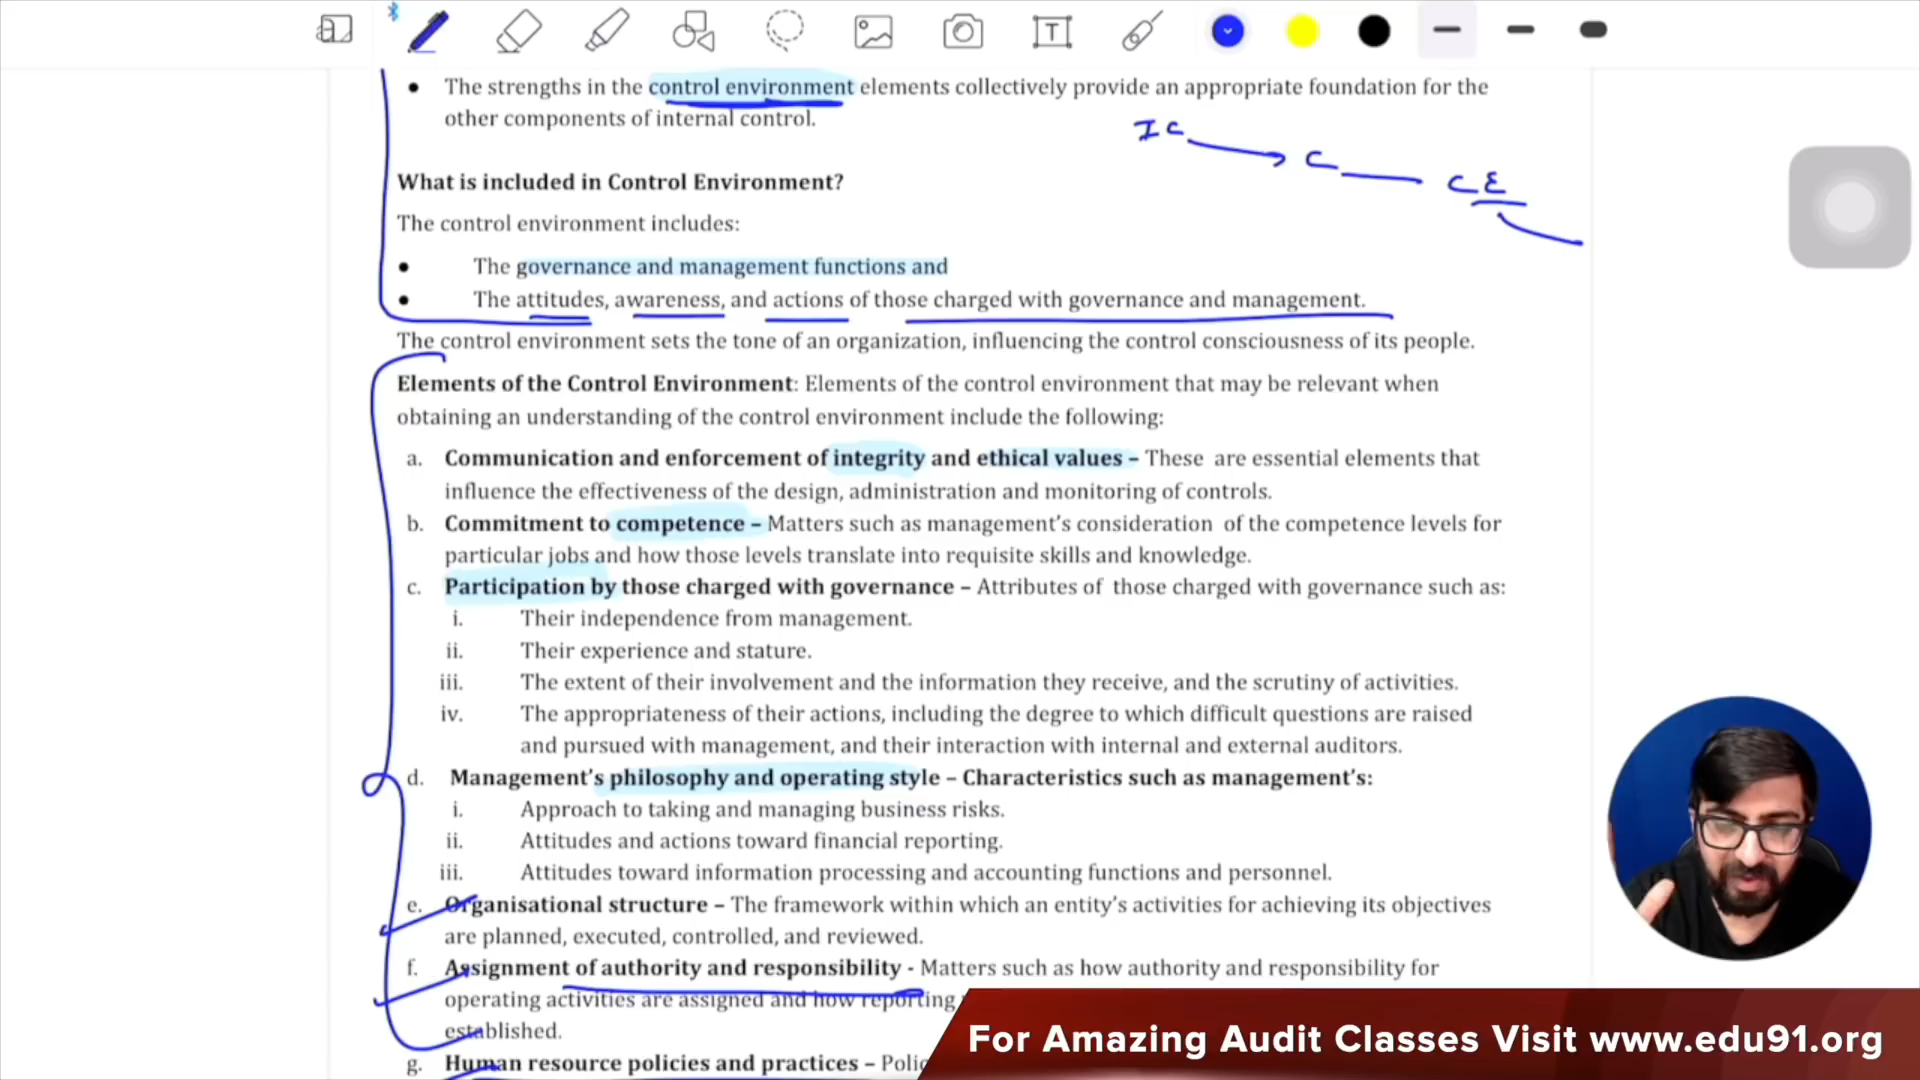 a
T
The strengths in the control environment elements collectively provide an appropriate foundation for the
other components of internal control.
IC
C
CE
What is included in Control Environment?
The control environment includes:
The governance and management functions and
The attitudes, awareness, and actions of those charged with governance and management.
The control environment sets the tone of an organization, influencing the control consciousness of its people.
Elements of the Control Environment: Elements of the control environment that may be relevant when
obtaining an understanding of the control environment include the following:
a. Communication and enforcement of integrity and ethical values – These are essential elements that
influence the effectiveness of the design, administration and monitoring of controls.
b. Commitment to competence – Matters such as management's consideration of the competence levels for
particular jobs and how those levels translate into requisite skills and knowledge.
c. Participation by those charged with governance – Attributes of those charged with governance such as:
i. Their independence from management.
ii. Their experience and stature.
iii. The extent of their involvement and the information they receive, and the scrutiny of activities.
iv. The appropriateness of their actions, including the degree to which difficult questions are raised
and pursued with management, and their interaction with internal and external auditors.
d. Management's philosophy and operating style – Characteristics such as management's:
i. Approach to taking and managing business risks.
ii. Attitudes and actions toward financial reporting.
iii. Attitudes toward information processing and accounting functions and personnel.
e. Organisational structure – The framework within which an entity's activities for achieving its objectives
are planned, executed, controlled, and reviewed.
f. Assignment of authority and responsibility - Matters such as how authority and responsibility for
operating activities are assigned and how reporting
established.
g. Human resource policies and practices –
For Amazing Audit Classes Visit www.edu91.org